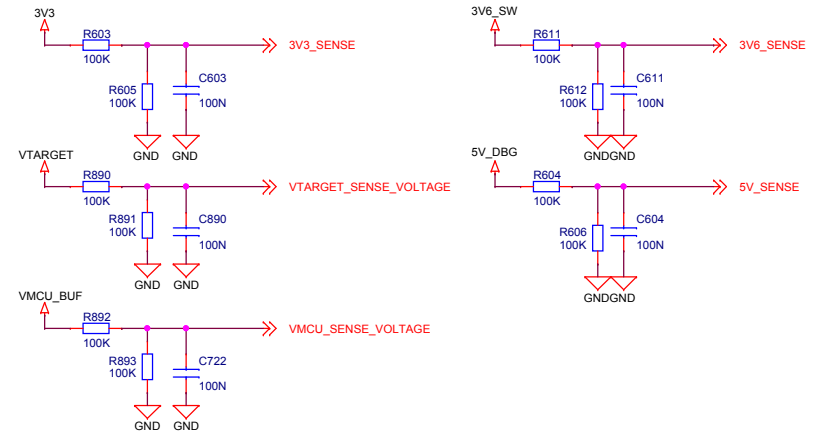 3V3
R603
100K
3V3_SENSE
R605
100K
C603
100N
GND GND
VTARGET
R890
100K
VTARGET_SENSE_VOLTAGE
R891
100K
C890
100N
GND GND
VMCU_BUF
R892
100K
VMCU_SENSE_VOLTAGE
R893
100K
C722
100N
GND GND
3V6_SW
R611
100K
3V6_SENSE
R612
100K
C611
100N
GNDGND
5V_DBG
R604
100K
5V_SENSE
R606
100K
C604
100N
GNDGND